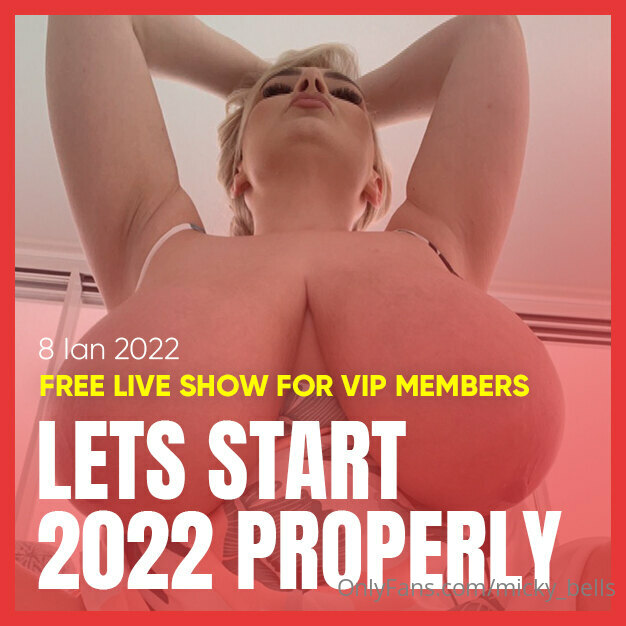 8 Ian 2022
FREE LIVE SHOW FOR VIP MEMBERS
LETS START
2022 PROPERLY
OnlyFans.com/micky_bells